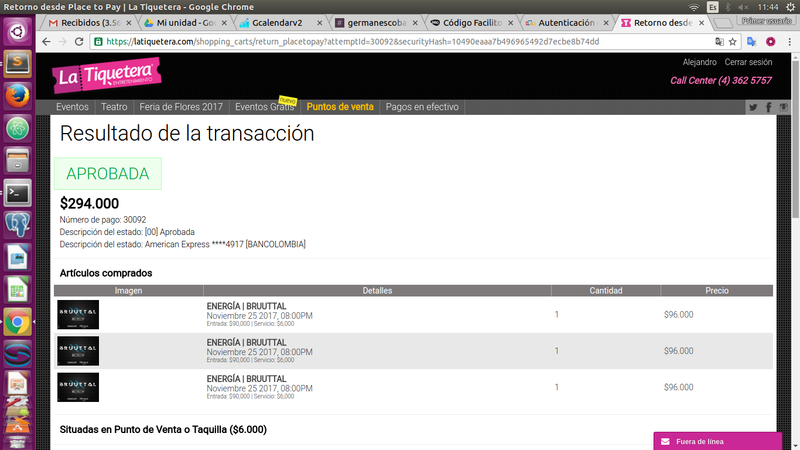 Retorno desde Place to Pay | La Tiquetera - Google Chrome
Es
11:44
Recibidos (3.56
Mi unidad - Goo
Gcalendarv2
germanescoba
Código Facilito
Autenticación
Retorno desde
Primer usuario
https://latiquetera.com/shopping_carts/return_placetopay?attemptId=30092&securityHash=10490eaaa7b496965492d7ecbe8b74dd
La Tiquetera
ENTRETENIMIENTO
Alejandro Cerrar sesión
Call Center (4) 362 5757
nuevo
Eventos Teatro Feria de Flores 2017 Eventos Gratis Puntos de venta Pagos en efectivo
Resultado de la transacción
APROBADA
$294.000
Número de pago: 30092
Descripción del estado: [00] Aprobada
Descripción del estado: American Express ****4917 [BANCOLOMBIA]
Artículos comprados
Imagen Detalles Cantidad Precio
BRUUTTAL
ENERGÍA | BRUUTTAL
Noviembre 25 2017, 08:00PM
Entrada: $90,000 | Servicio: $6,000
1 $96.000
BRUUTTAL
ENERGÍA | BRUUTTAL
Noviembre 25 2017, 08:00PM
Entrada: $90,000 | Servicio: $6,000
1 $96.000
BRUUTTAL
ENERGÍA | BRUUTTAL
Noviembre 25 2017, 08:00PM
Entrada: $90,000 | Servicio: $6,000
1 $96.000
Situadas en Punto de Venta o Taquilla ($6.000)
Fuera de línea